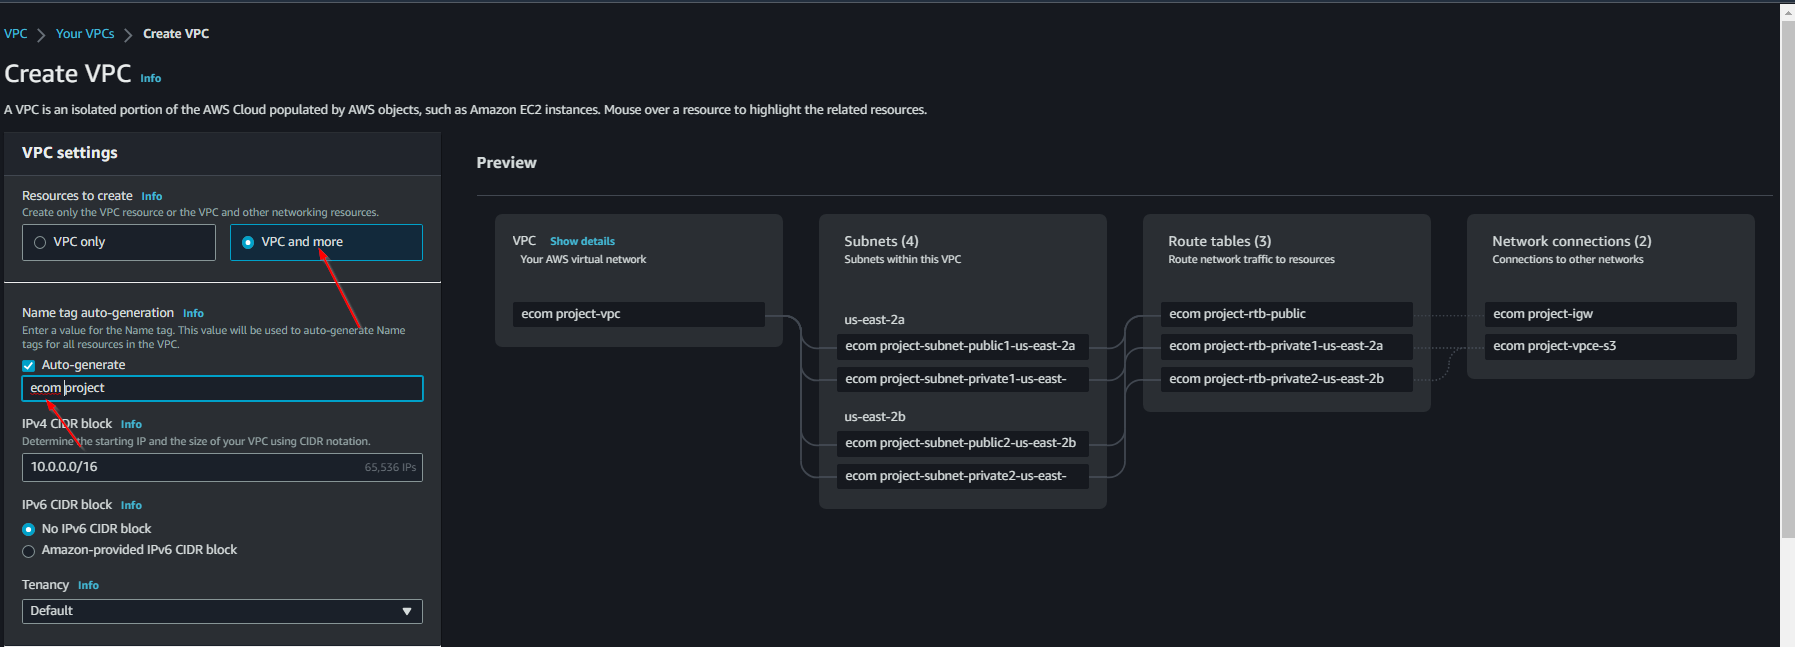 VPC > Your VPCs > Create VPC
Create VPC Info
A VPC is an isolated portion of the AWS Cloud populated by AWS objects, such as Amazon EC2 instances. Mouse over a resource to highlight the related resources.
VPC settings
Resources to create Info
Create only the VPC resource or the VPC and other networking resources.
VPC only
VPC and more
Name tag auto-generation Info
Enter a value for the Name tag. This value will be used to auto-generate Name
tags for all resources in the VPC.
Auto-generate
ecom project
IPv4 CIDR block Info
Determine the starting IP and the size of your VPC using CIDR notation.
10.0.0.0/16
65,536 IPs
IPv6 CIDR block Info
No IPv6 CIDR block
Amazon-provided IPv6 CIDR block
Tenancy Info
Default
Preview
VPC Show details
Your AWS virtual network
ecom project-vpc
Subnets (4)
Subnets within this VPC
us-east-2a
ecom project-subnet-public1-us-east-2a
ecom project-subnet-private1-us-east-
us-east-2b
ecom project-subnet-public2-us-east-2b
ecom project-subnet-private2-us-east-
Route tables (3)
Route network traffic to resources
ecom project-rtb-public
ecom project-rtb-private1-us-east-2a
ecom project-rtb-private2-us-east-2b
Network connections (2)
Connections to other networks
ecom project-igw
ecom project-vpce-s3